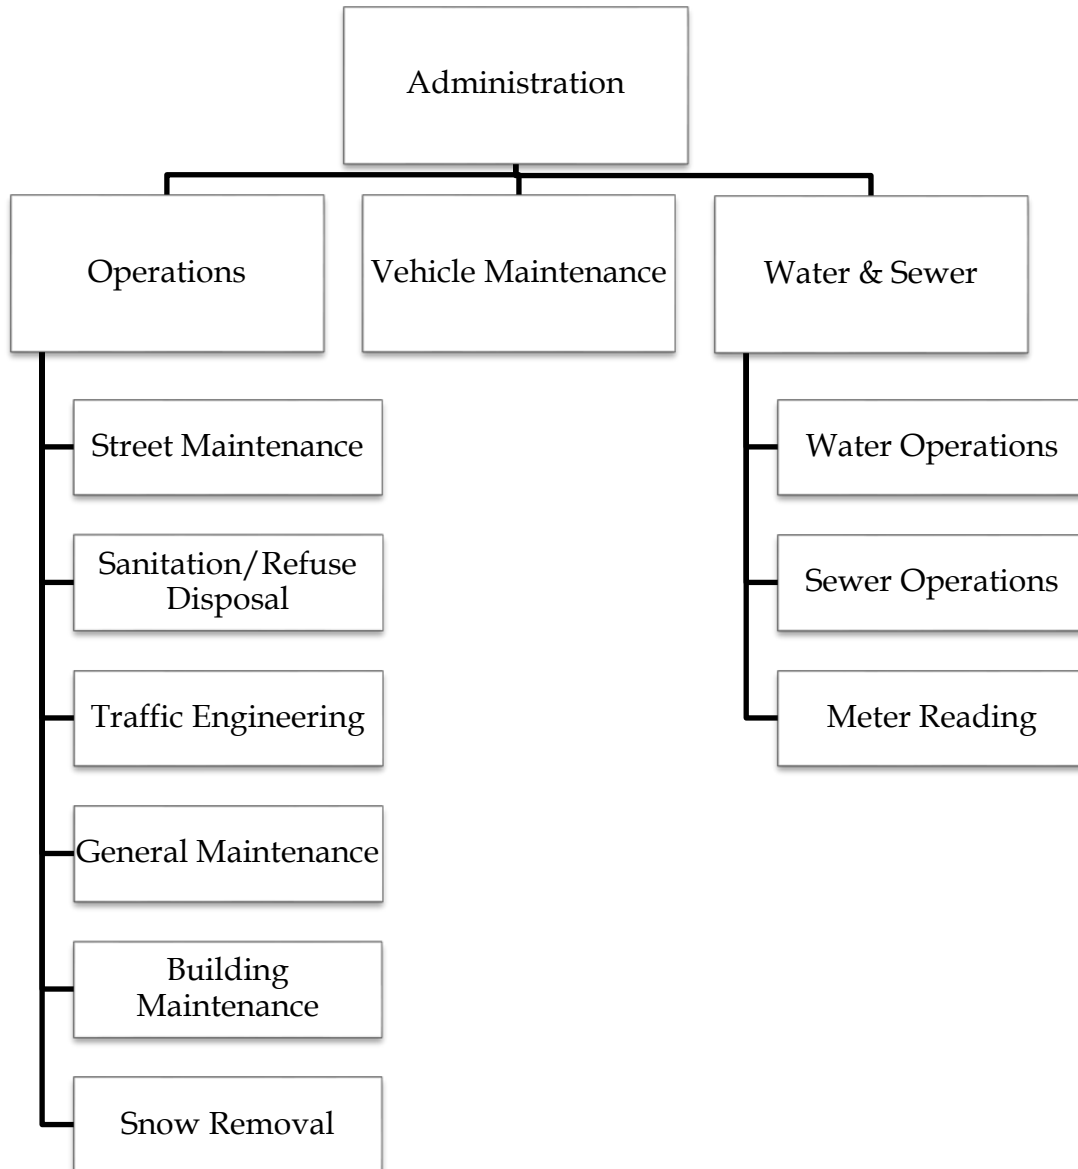 Administration
Operations
Vehicle Maintenance
Water & Sewer
Street Maintenance
Sanitation/Refuse
Disposal
Traffic Engineering
General Maintenance
Building
Maintenance
Snow Removal
Water Operations
Sewer Operations
Meter Reading